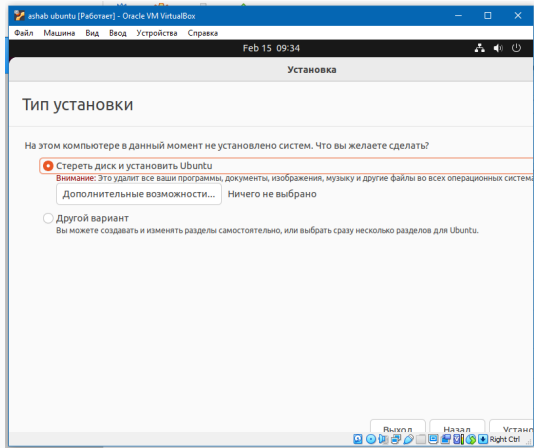 ashab ubuntu [Работает] - Oracle VM VirtualBox
Файл Машина Вид Ввод Устройства Справка
Feb 15 09:34
Установка
Тип установки
На этом компьютере в данный момент не установлено систем. Что вы желаете сделать?
Стереть диск и установить Ubuntu
Внимание: Это удалит все ваши программы, документы, изображения, музыку и другие файлы во всех операционных система
Дополнительные возможности... Ничего не выбрано
Другой вариант
Вы можете создавать и изменять разделы самостоятельно, или выбрать сразу несколько разделов для Ubuntu.
Выход Назад Устано
Right Ctrl